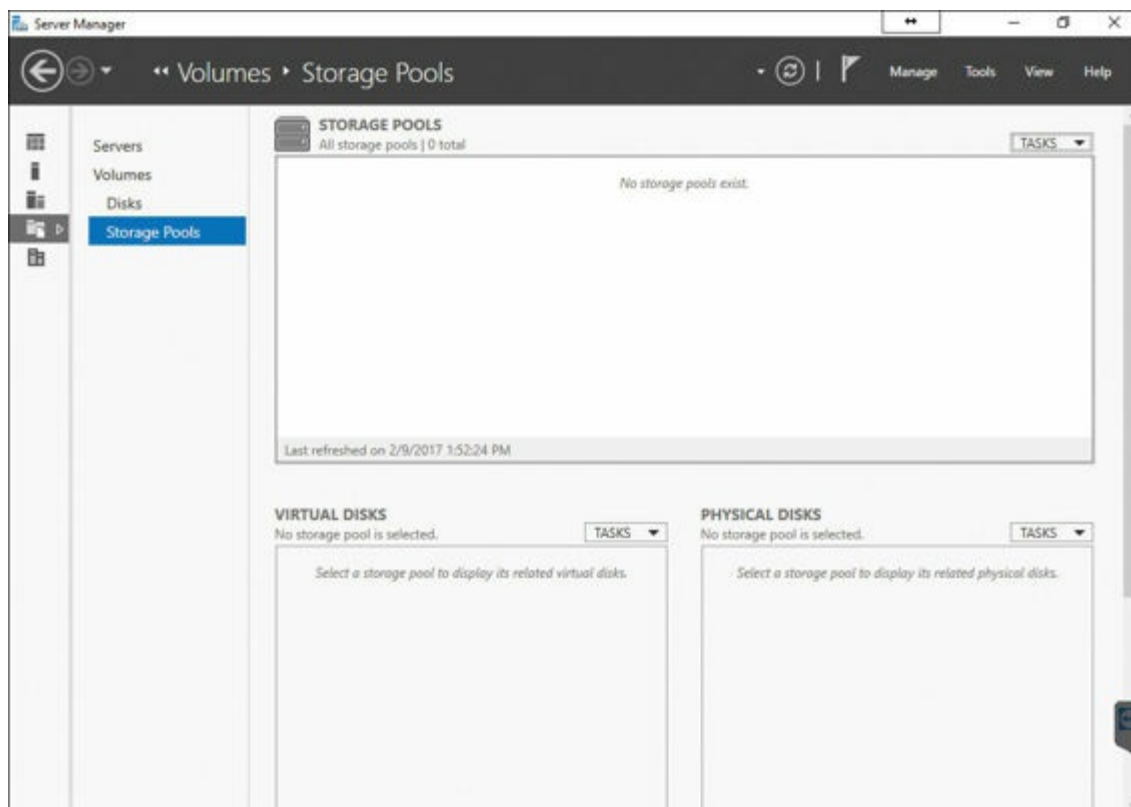 Server Manager
Volumes Storage Pools
Manage Tools View Help
Servers
Volumes
Disks
Storage Pools
STORAGE POOLS
All storage pools | 0 total
TASKS
No storage pools exist.
Last refreshed on 2/9/2017 1:52:24 PM
VIRTUAL DISKS
No storage pool is selected.
TASKS
Select a storage pool to display its related virtual disks.
PHYSICAL DISKS
No storage pool is selected.
TASKS
Select a storage pool to display its related physical disks.